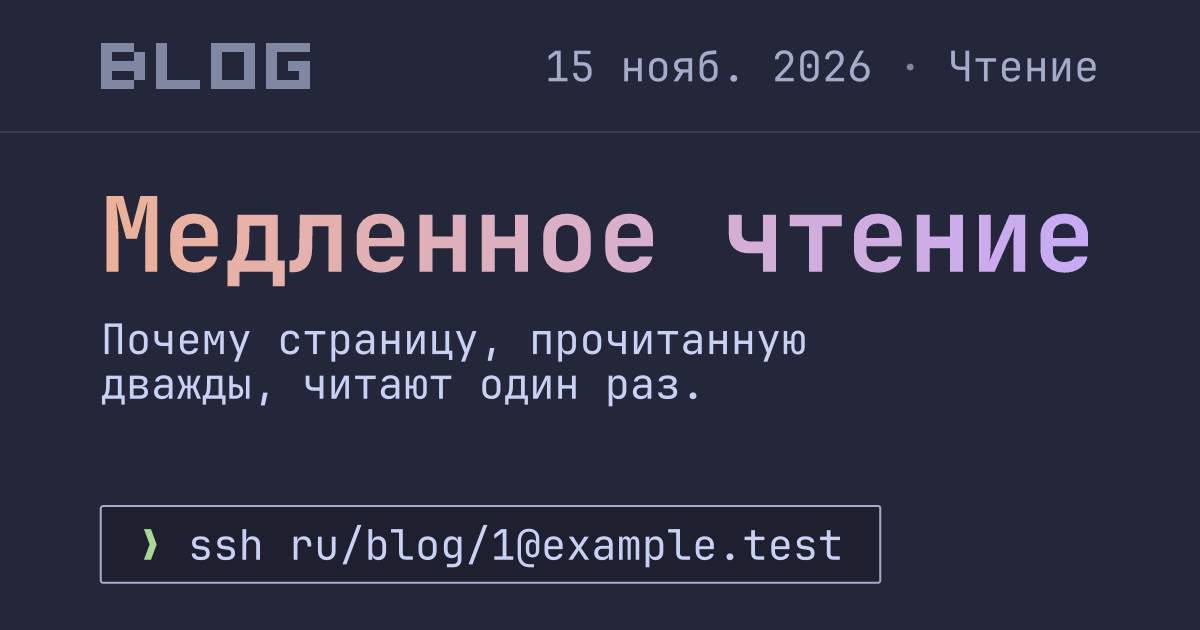 BLOG
15 нояб. 2026 · Чтение
Медленное чтение
Почему страницу, прочитанную
дважды, читают один раз.
❯ ssh ru/blog/1@example.test